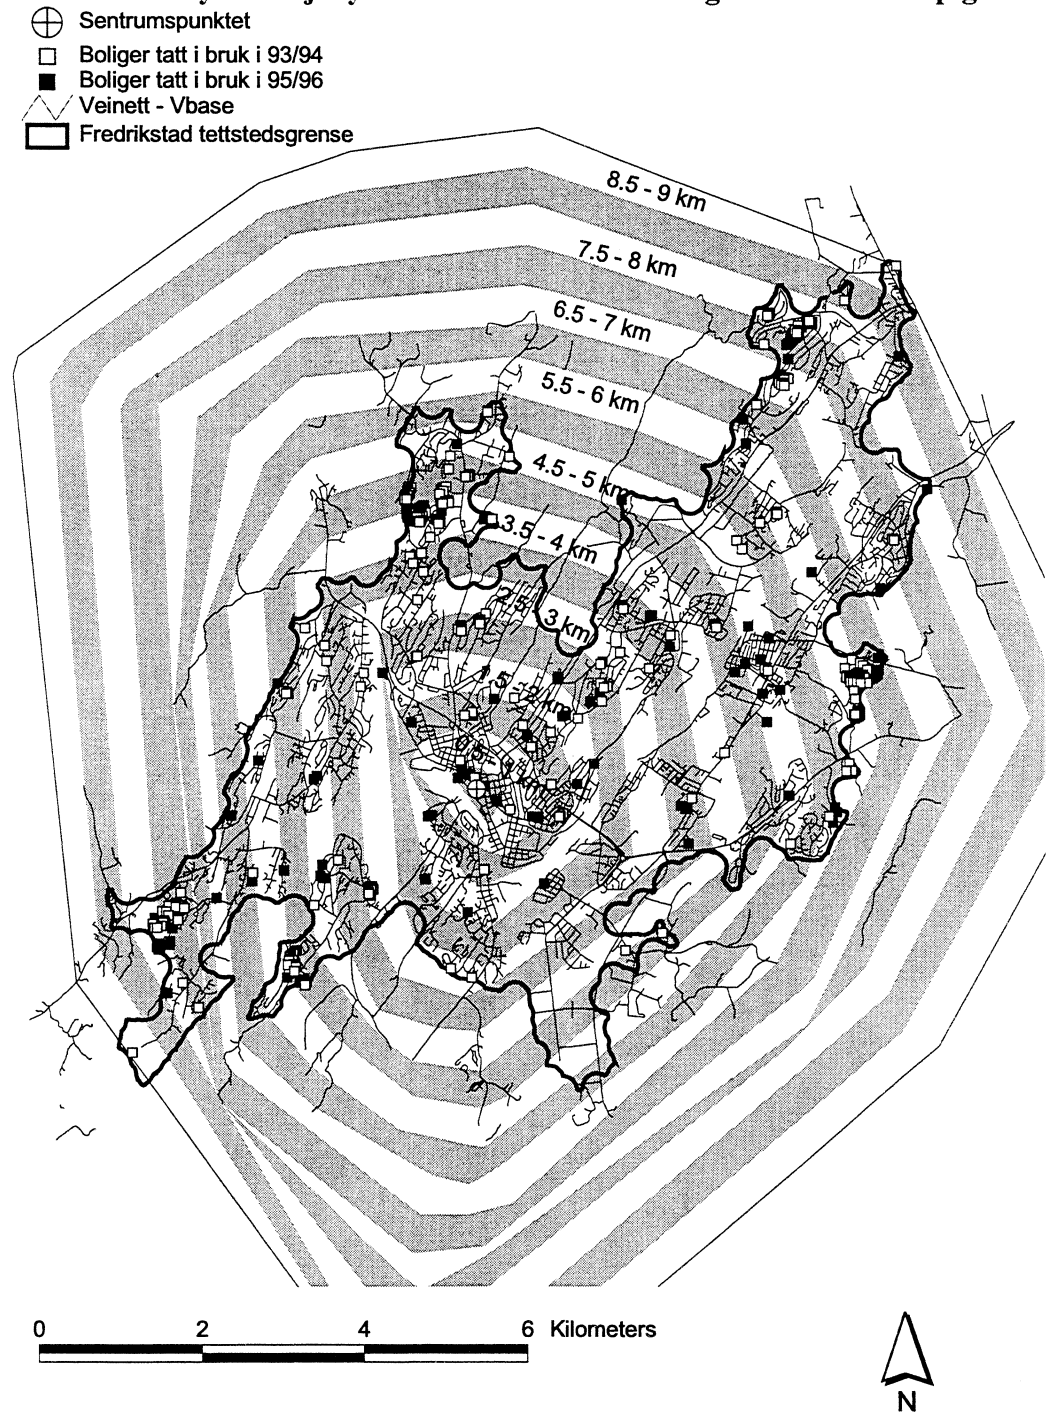 Sentrumspunktet
Boliger tatt i bruk i 93/94
Boliger tatt i bruk i 95/96
Veinett - Vbase
Fredrikstad tettstedsgrense
8.5 - 9 km
7.5 - 8 km
6.5 - 7 km
5.5 - 6 km
4.5 - 5 km
3.5 - 4 km
3 km
0 2 4 6 Kilometers
N